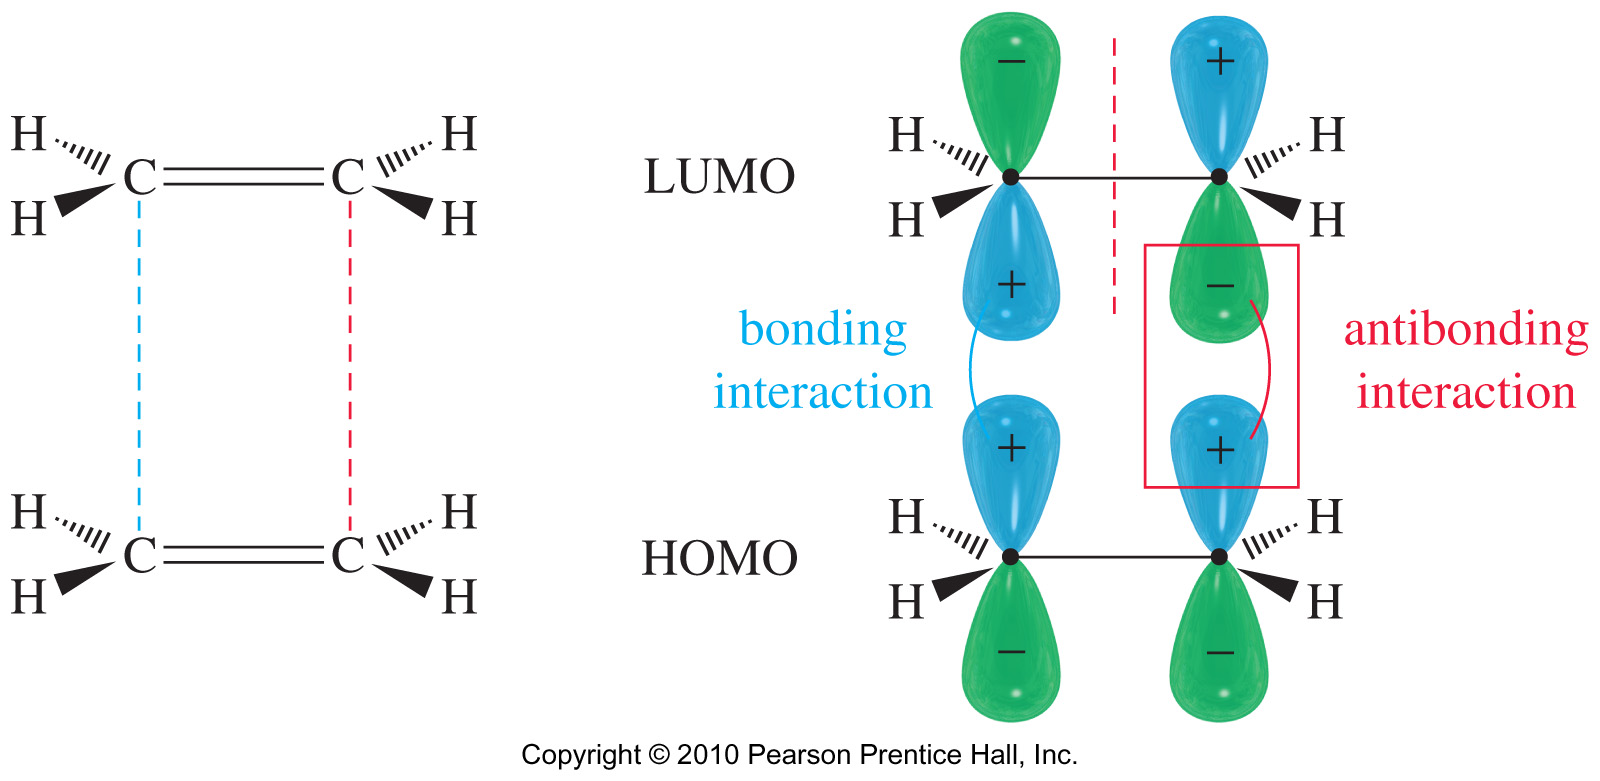 H H
C C
H H
LUMO
− +
H H
H H
+ −
bonding
interaction
antibonding
interaction
+ +
H H
C C
H H
HOMO
H H
H H
− −
Copyright © 2010 Pearson Prentice Hall, Inc.